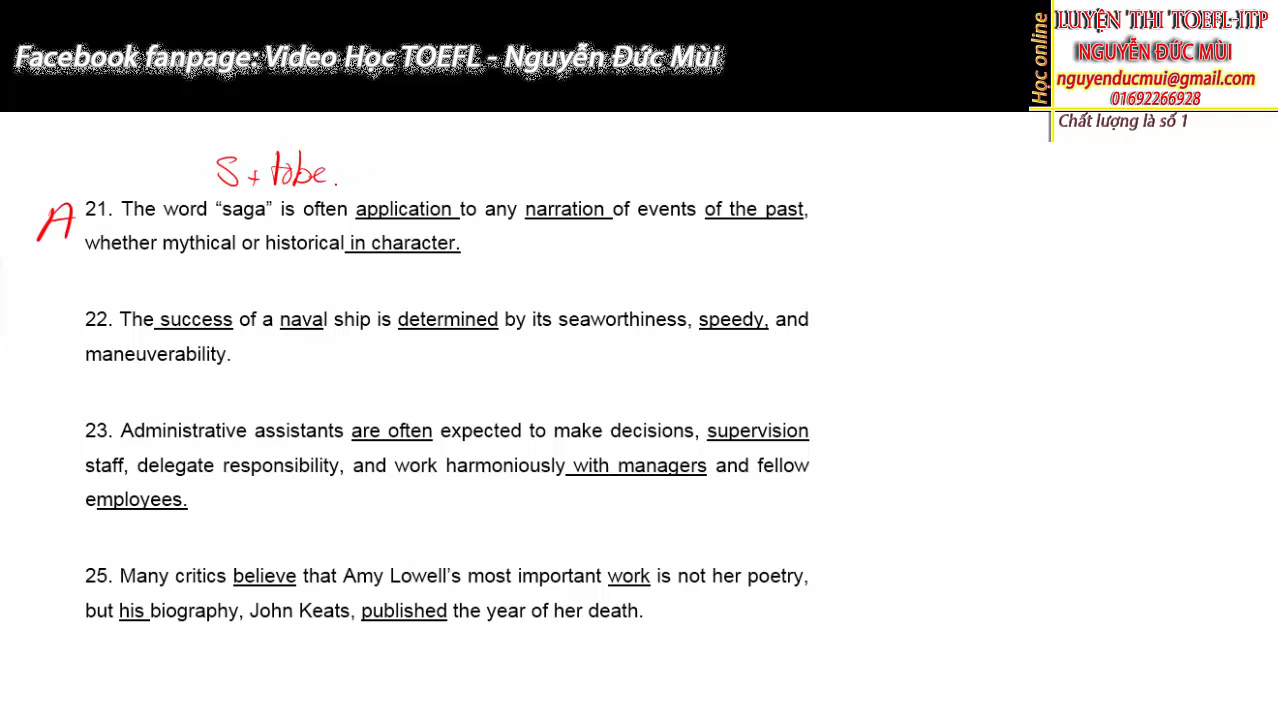 Facebook fanpage: Video Học TOEFL - Nguyễn Đức Mùi
Học online
LUYỆN THI TOEFL-ITP
NGUYỄN ĐỨC MÙI
nguyenducmui@gmail.com
01692266928
Chất lượng là số 1
S + tobe.
A
21. The word “saga” is often application to any narration of events of the past,
whether mythical or historical in character.
22. The success of a naval ship is determined by its seaworthiness, speedy, and
maneuverability.
23. Administrative assistants are often expected to make decisions, supervision
staff, delegate responsibility, and work harmoniously with managers and fellow
employees.
25. Many critics believe that Amy Lowell’s most important work is not her poetry,
but his biography, John Keats, published the year of her death.